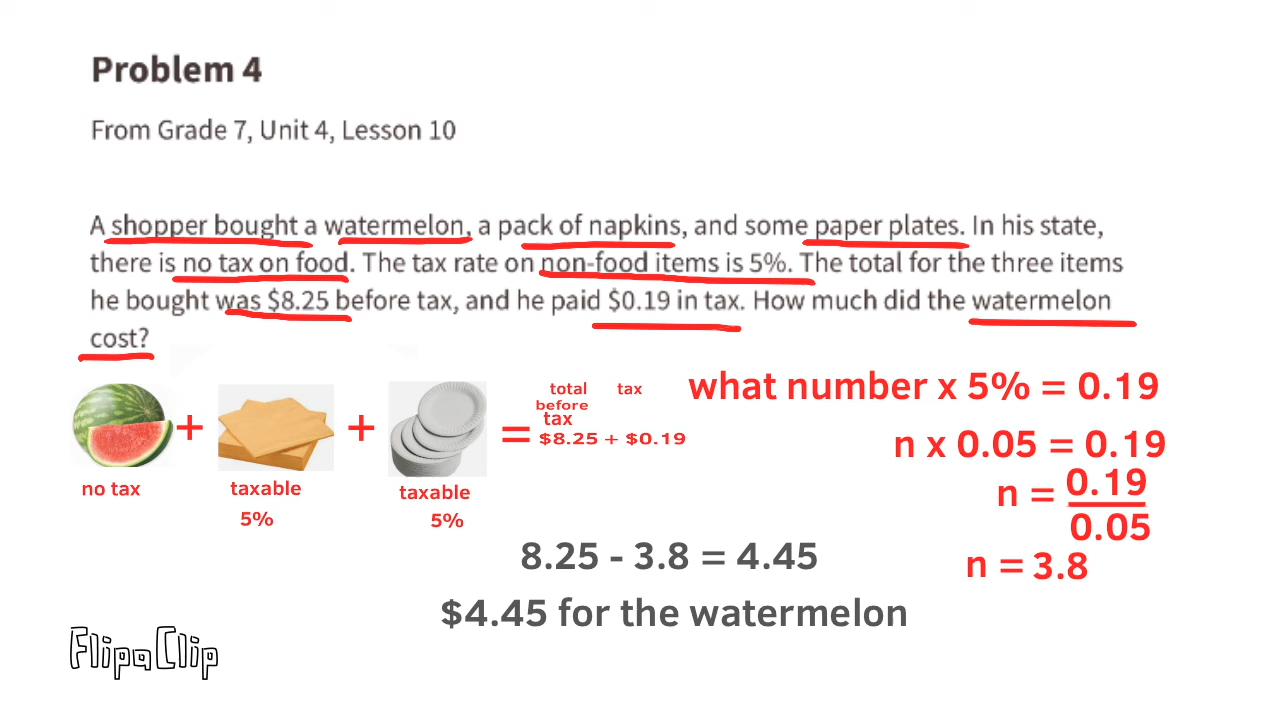 Problem 4
From Grade 7, Unit 4, Lesson 10
A shopper bought a watermelon, a pack of napkins, and some paper plates. In his state,
there is no tax on food. The tax rate on non-food items is 5%. The total for the three items
he bought was $8.25 before tax, and he paid $0.19 in tax. How much did the watermelon
cost?
+ + =
total tax
before
tax
$8.25 + $0.19
no tax
taxable
5%
taxable
5%
what number x 5% = 0.19
n x 0.05 = 0.19
n = 0.19
0.05
n = 3.8
8.25 - 3.8 = 4.45
$4.45 for the watermelon
FlipaClip